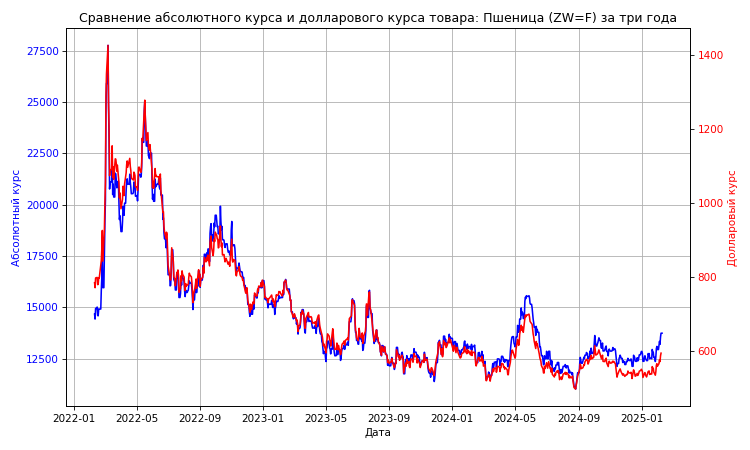 Сравнение абсолютного курса и долларового курса товара: Пшеница (ZW=F) за три года
27500
25000
22500
20000
17500
15000
12500
Абсолютный курс
1400
1200
1000
800
600
Долларовый курс
2022-01 2022-05 2022-09 2023-01 2023-05 2023-09 2024-01 2024-05 2024-09 2025-01
Дата